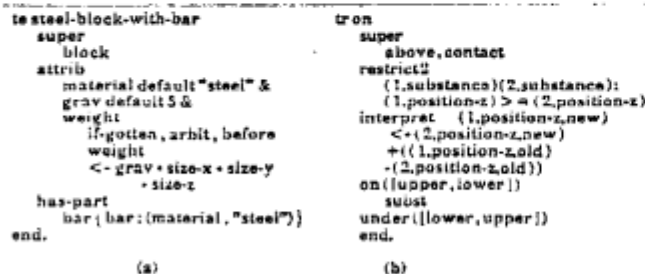 te steel-block-with-bar
super
block
attrib
material default "steel" &
grav default 5 &
weight
if-gotten, arbit, before
weight
<- grav * size-x * size-y
* size-z
has-part
bar{bar:(material, "steel")}
end.
(a)
tr on
super
above, contact
restrict2
(1,substance)(2,substance):
(1,position-z) > = (2,position-z)
interpret (1,position-z,new)
<-(2,position-z,new)
+((1,position-z,old)
-(2,position-z,old))
on([upper, lower])
subst
under([lower, upper])
end.
(b)